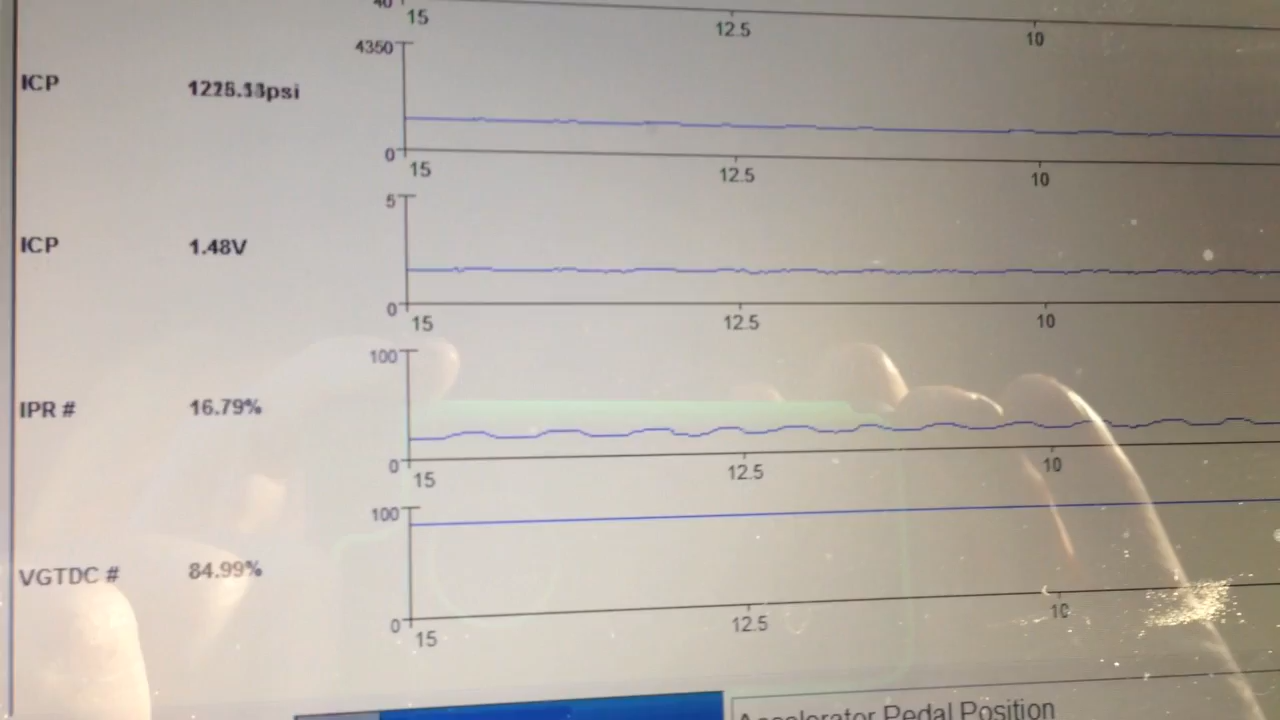 15 12.5 10
4350
ICP
0
15 12.5 10
5
ICP 1.48V
0
15 12.5 10
100
IPR # 16.79%
0
15 12.5 10
100
VGTDC # 84.99%
0
15 12.5 10
Accelerator Pedal Position